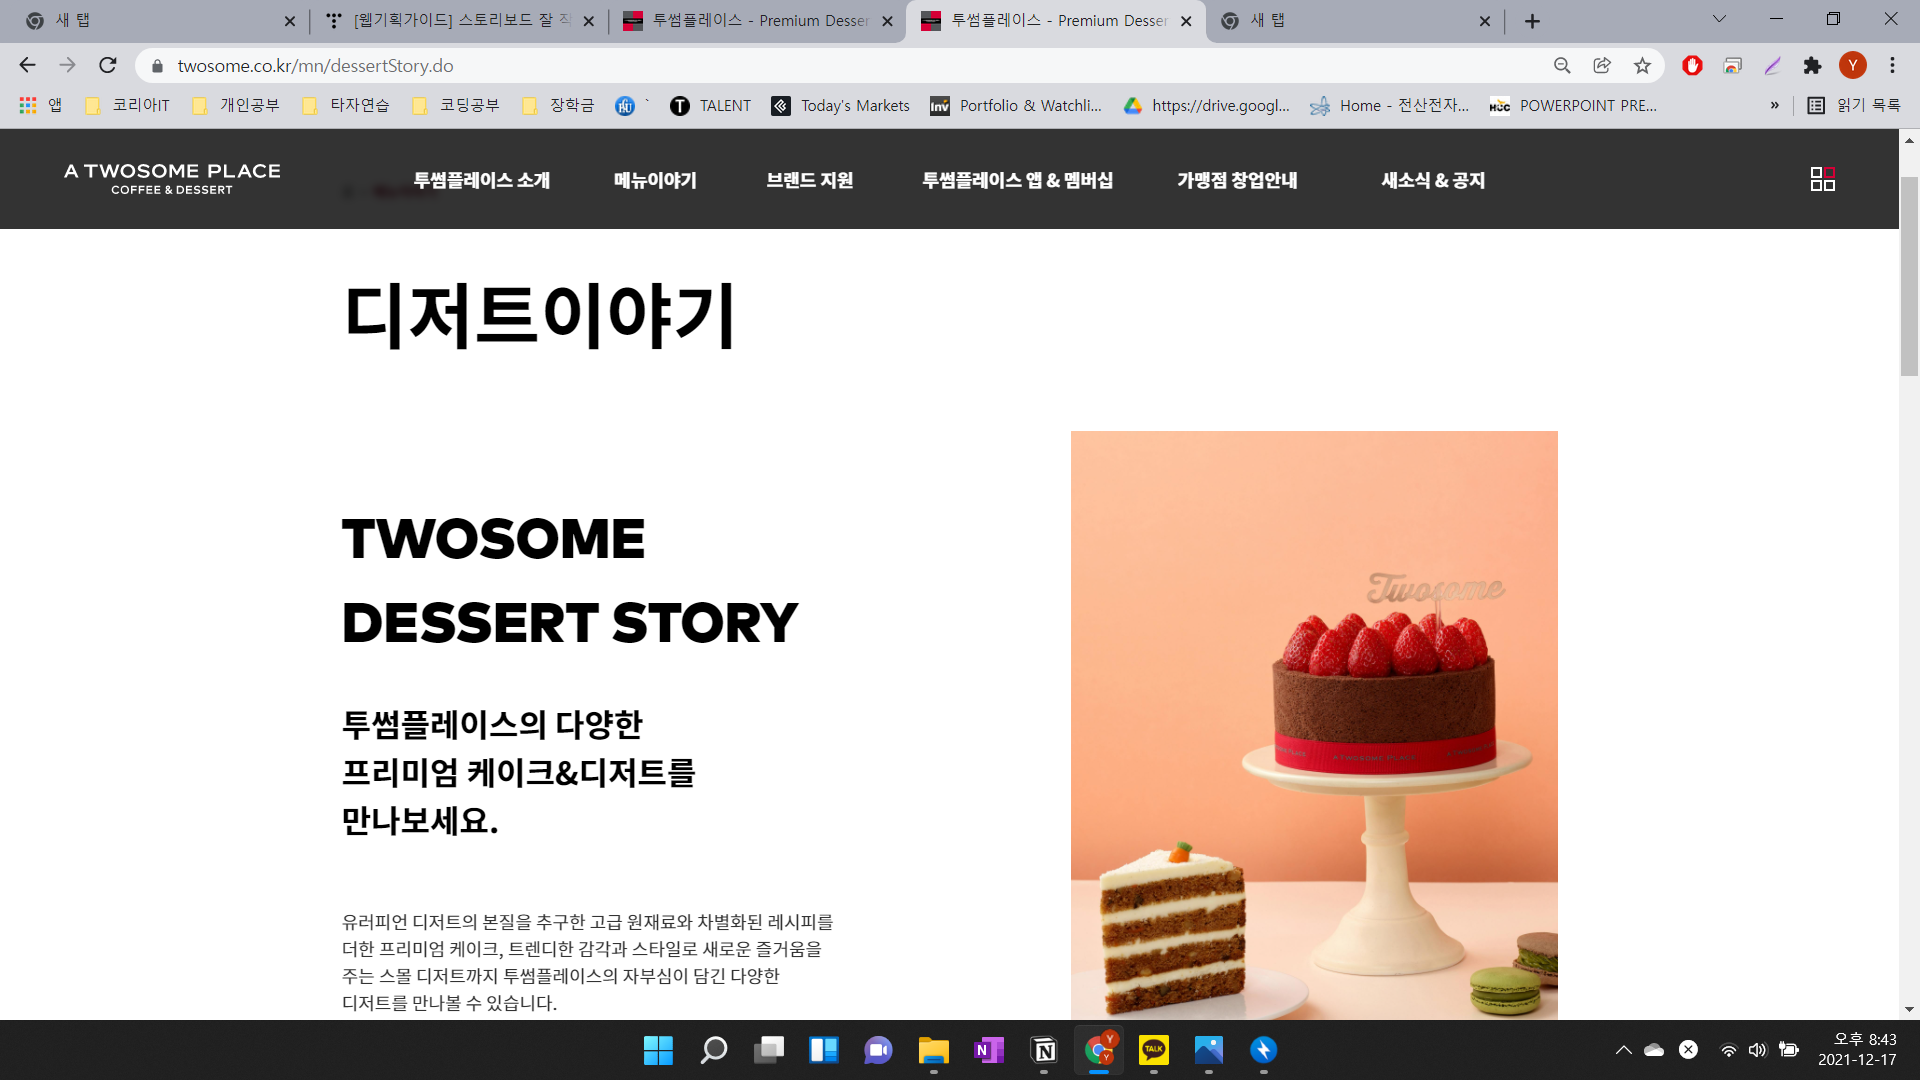 새 탭
[웹기획가이드] 스토리보드 잘 작
투썸플레이스 - Premium Desser
투썸플레이스 - Premium Desser
새 탭
twosome.co.kr/mn/dessertStory.do
Y
앱
코리아IT
개인공부
타자연습
코딩공부
장학금
`
TALENT
Today's Markets
Inv
Portfolio & Watchli...
https://drive.googl...
Home - 전산전자...
POWERPOINT PRE...
»
읽기 목록
A TWOSOME PLACE
COFFEE & DESSERT
투썸플레이스 소개
메뉴이야기
브랜드 지원
투썸플레이스 앱 & 멤버십
가맹점 창업안내
새소식 & 공지
디저트이야기
TWOSOME
DESSERT STORY
투썸플레이스의 다양한
프리미엄 케이크&디저트를
만나보세요.
유러피언 디저트의 본질을 추구한 고급 원재료와 차별화된 레시피를
더한 프리미엄 케이크, 트렌디한 감각과 스타일로 새로운 즐거움을
주는 스몰 디저트까지 투썸플레이스의 자부심이 담긴 다양한
디저트를 만나볼 수 있습니다.
Twosome
A TWOSOME PLACE
TALK
오후 8:43
2021-12-17